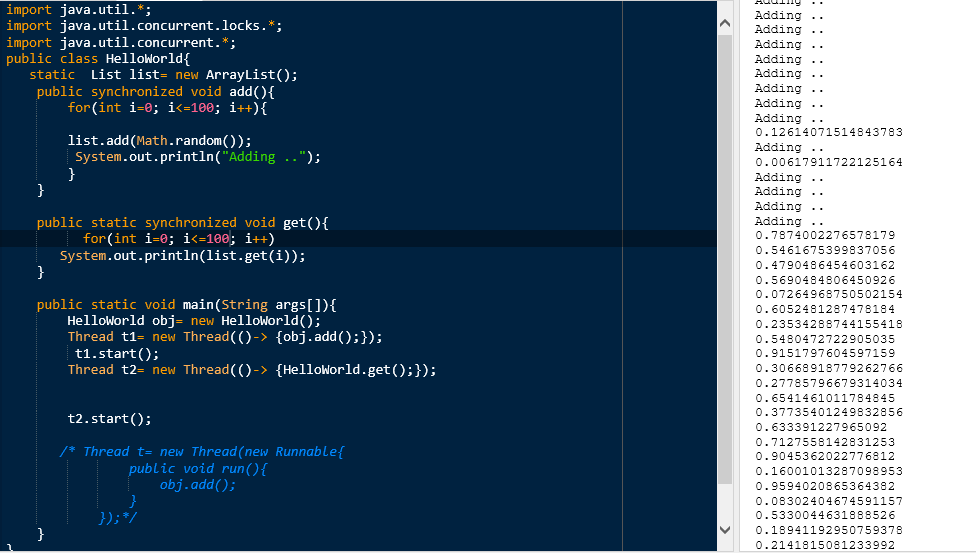 import java.util.*;
import java.util.concurrent.locks.*;
import java.util.concurrent.*;
public class HelloWorld{
static List list= new ArrayList();
public synchronized void add(){
for(int i=0; i<=100; i++){
list.add(Math.random());
System.out.println("Adding ..");
}
}
public static synchronized void get(){
for(int i=0; i<=100; i++)
System.out.println(list.get(i));
}
public static void main(String args[]){
HelloWorld obj= new HelloWorld();
Thread t1= new Thread(()-> {obj.add();});
t1.start();
Thread t2= new Thread(()-> {HelloWorld.get();});
t2.start();
/* Thread t= new Thread(new Runnable{
public void run(){
obj.add();
}
});*/
}
}
Adding ..
Adding ..
Adding ..
Adding ..
Adding ..
Adding ..
Adding ..
Adding ..
Adding ..
0.12614071514843783
Adding ..
0.00617911722125164
Adding ..
Adding ..
Adding ..
Adding ..
0.7874002276578179
0.5461675399837056
0.4790486454603162
0.5690484806450926
0.07264968750502154
0.6052481287478184
0.23534288744155418
0.5480472722905035
0.9151797604597159
0.30668918779262766
0.27785796679314034
0.6541461011784845
0.37735401249832856
0.633391227965092
0.7127558142831253
0.9045362022776812
0.16001013287098953
0.9594020865364382
0.08302404674591157
0.5330044631888526
0.18941192950759378
0.2141815081233992